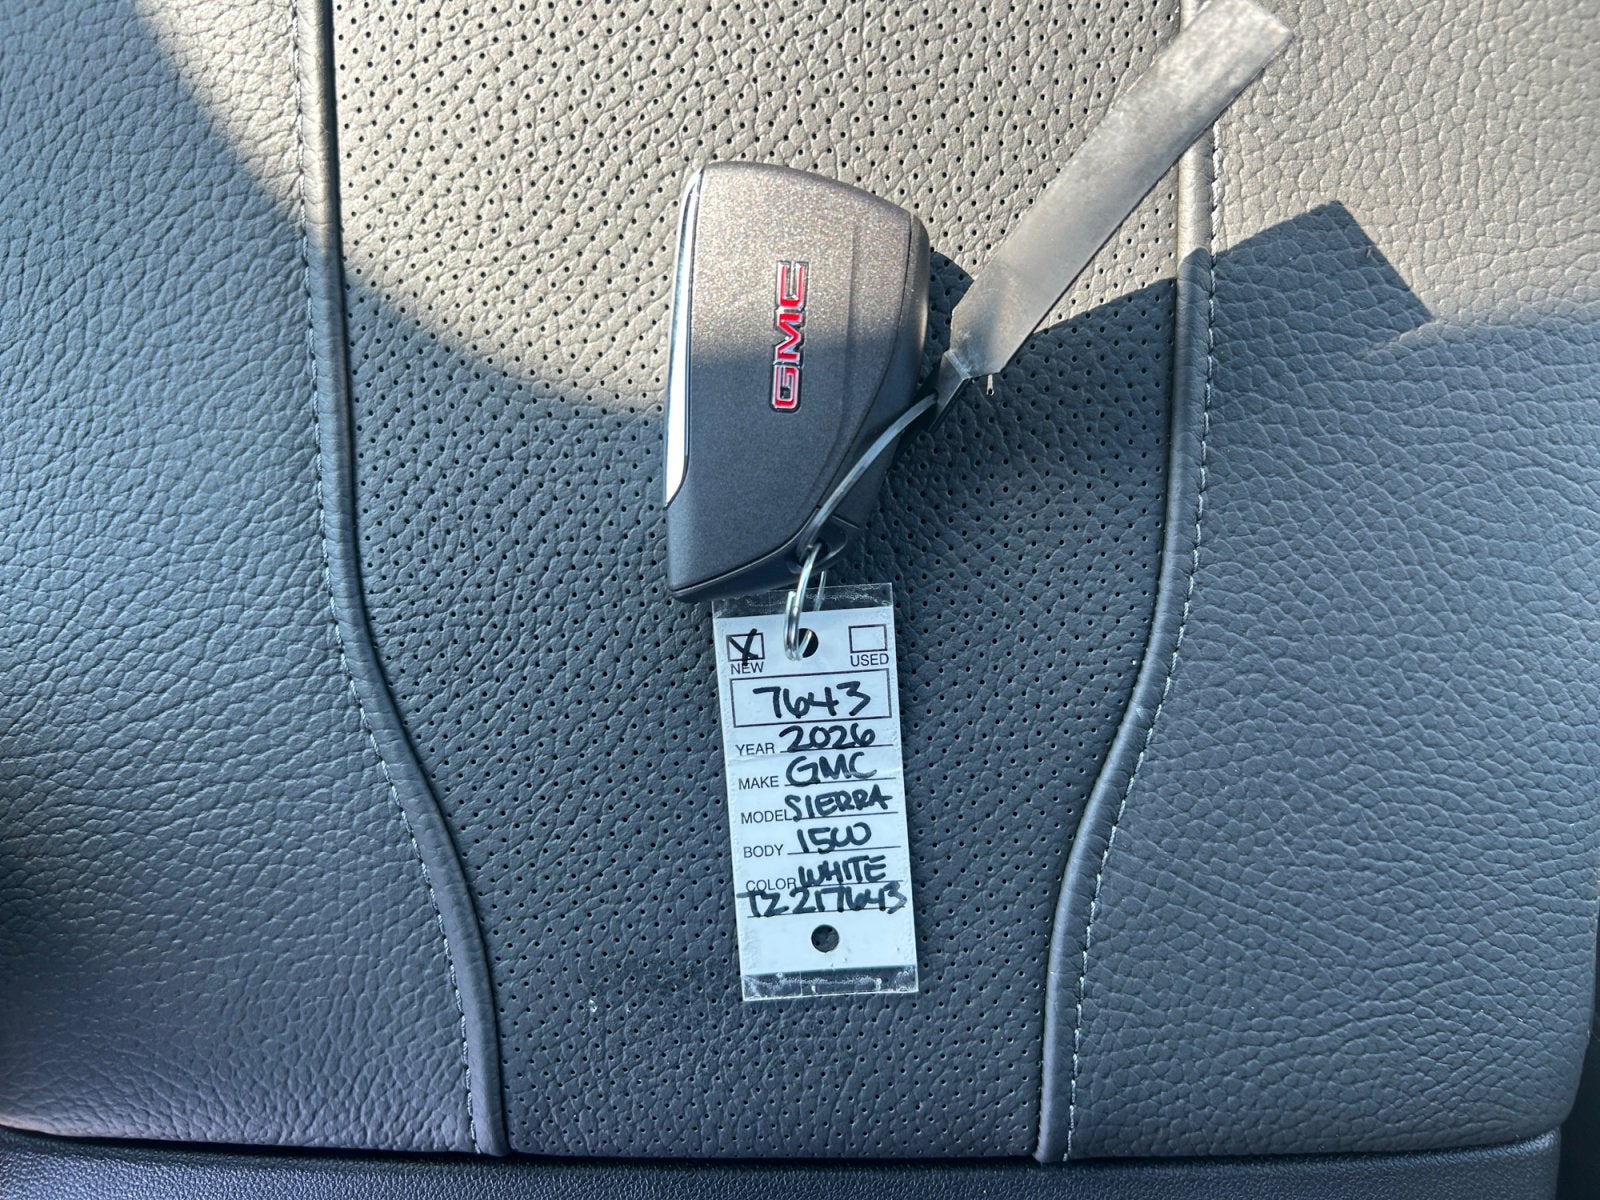 GMC
NEW USED
7643
YEAR 2026
MAKE GMC
MODEL SIERRA
BODY 1500
COLOR WHITE
TZ217643